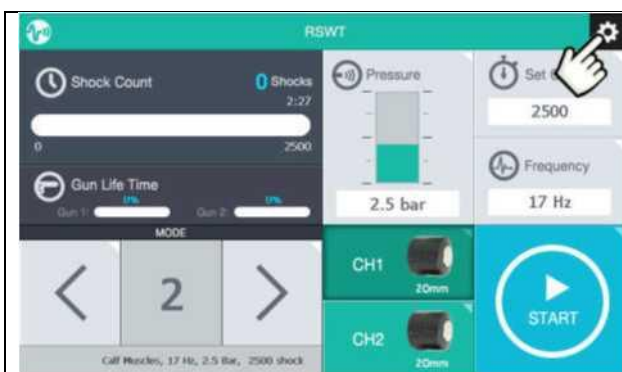 RSWT
Shock Count
0 Shocks
2:27
0
2500
Gun Life Time
0%
0%
Gun 1:
Gun 2:
MODE
2
Calf Muscles, 17 Hz, 2.5 Bar, 2500 shock
Pressure
2.5 bar
Set
2500
Frequency
17 Hz
CH1
20mm
CH2
20mm
START